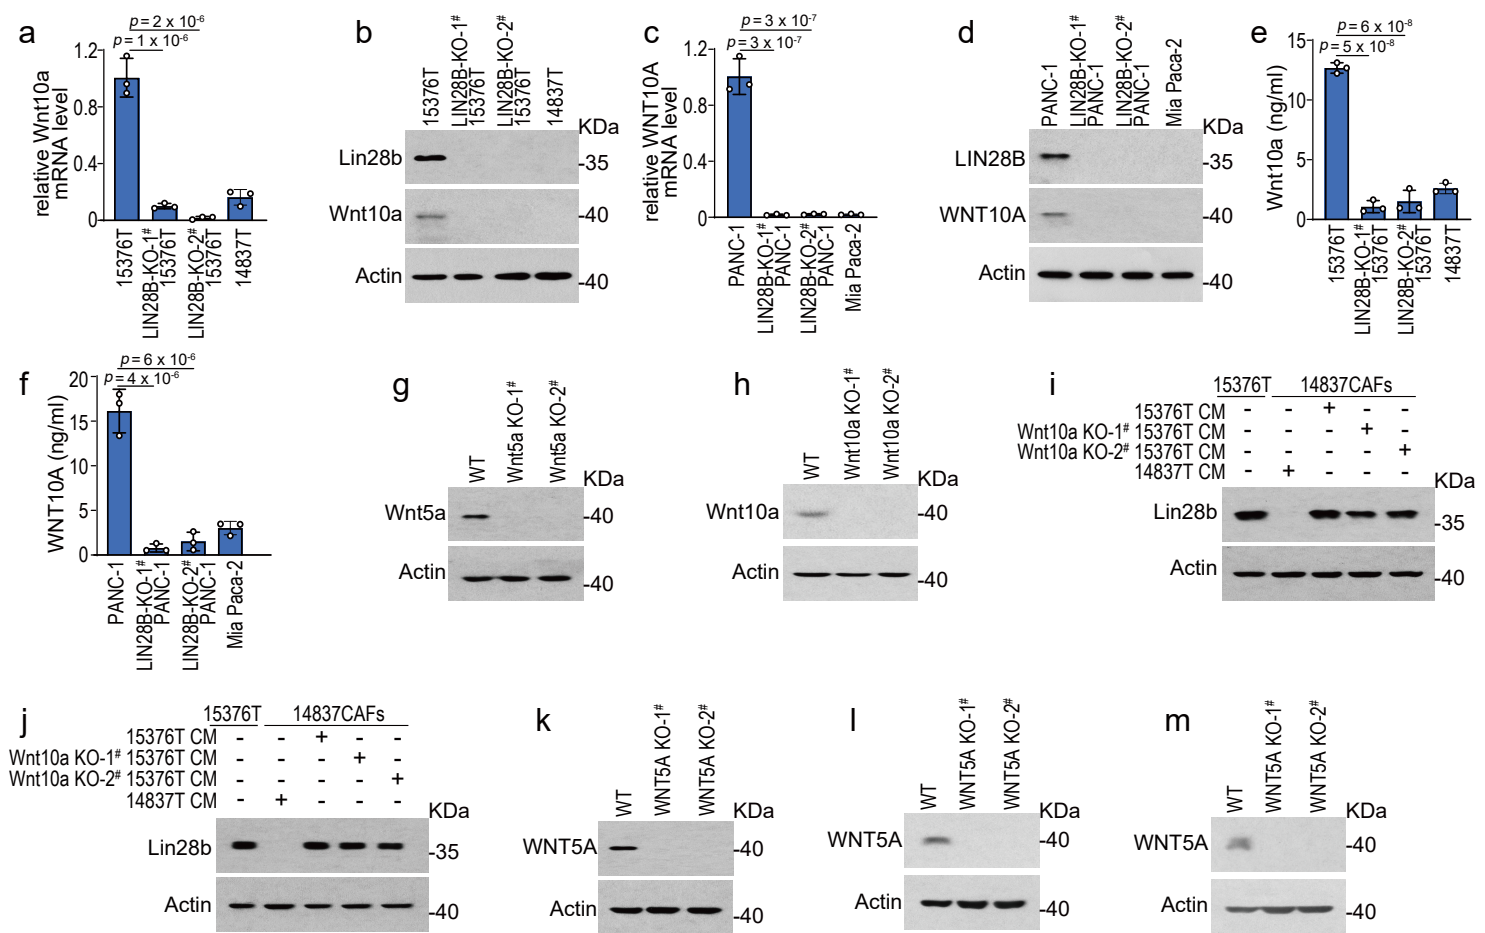 a
p = 2 x 10-6
p = 1 x 10-6
relative Wnt10a
mRNA level
1.2
0.8
0.4
0
15376T
LIN28B-KO-1#
15376T
LIN28B-KO-2#
15376T
14837T
b
15376T
LIN28B-KO-1#
15376T
LIN28B-KO-2#
15376T
14837T
KDa
Lin28b
-35
Wnt10a
-40
Actin
-40
c
p = 3 x 10-7
p = 3 x 10-7
relative WNT10A
mRNA level
1.2
0.8
0.4
0
PANC-1
LIN28B-KO-1#
PANC-1
LIN28B-KO-2#
PANC-1
Mia Paca-2
d
PANC-1
LIN28B-KO-1#
PANC-1
LIN28B-KO-2#
PANC-1
Mia Paca-2
KDa
LIN28B
-35
WNT10A
-40
Actin
-40
e
p = 6 x 10-8
p = 5 x 10-8
Wnt10a (ng/ml)
15
10
5
0
15376T
LIN28B-KO-1#
15376T
LIN28B-KO-2#
15376T
14837T
f
p = 6 x 10-6
p = 4 x 10-6
WNT10A (ng/ml)
20
15
10
5
0
PANC-1
LIN28B-KO-1#
PANC-1
LIN28B-KO-2#
PANC-1
Mia Paca-2
g
WT
Wnt5a KO-1#
Wnt5a KO-2#
KDa
Wnt5a
-40
Actin
-40
h
WT
Wnt10a KO-1#
Wnt10a KO-2#
KDa
Wnt10a
-40
Actin
-40
i
15376T 14837CAFs
15376T CM - - + - -
Wnt10a KO-1# 15376T CM - - - + -
Wnt10a KO-2# 15376T CM - - - - +
14837T CM - + - - -
KDa
Lin28b
-35
Actin
-40
j
15376T 14837CAFs
15376T CM - - + - -
Wnt10a KO-1# 15376T CM - - - + -
Wnt10a KO-2# 15376T CM - - - - +
14837T CM - + - - -
KDa
Lin28b
-35
Actin
-40
k
WT
WNT5A KO-1#
WNT5A KO-2#
KDa
WNT5A
-40
Actin
-40
l
WT
WNT5A KO-1#
WNT5A KO-2#
KDa
WNT5A
-40
Actin
-40
m
WT
WNT5A KO-1#
WNT5A KO-2#
KDa
WNT5A
-40
Actin
-40